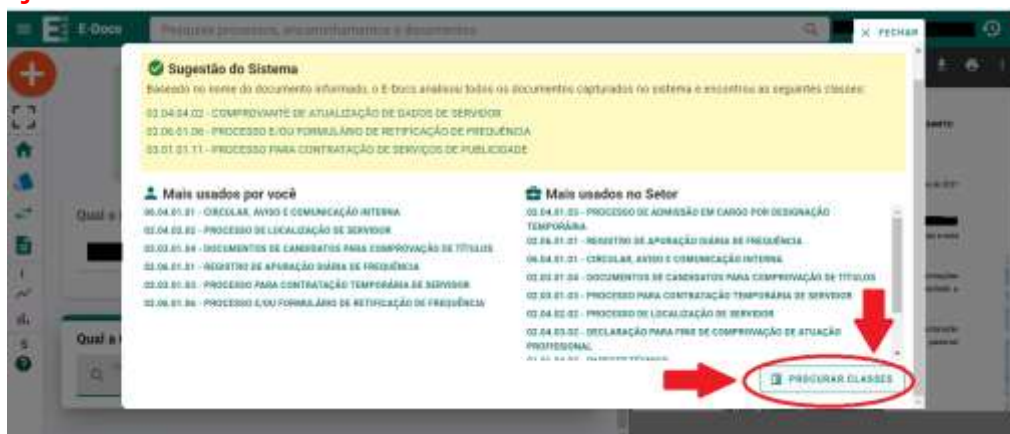 E-Docs
Pesquise processos, encaminhamentos e documentos
FECHAR
Sugestão do Sistema
Baseado no nome do documento informado, o E-Docs analisou todos os documentos capturados no sistema e encontrou as seguintes classes:
03.04.04.02 - COMPROVANTE DE ATUALIZAÇÃO DE DADOS DE SERVIDOR
02.06.01.06 - PROCESSO E/OU FORMULÁRIO DE RETIFICAÇÃO DE FREQUÊNCIA
03.01.01.11 - PROCESSO PARA CONTRATAÇÃO DE SERVIÇOS DE PUBLICIDADE
Mais usados por você
06.04.01.01 - CIRCULAR, AVISO E COMUNICAÇÃO INTERNA
02.04.02.02 - PROCESSO DE LOCALIZAÇÃO DE SERVIDOR
02.03.01.04 - DOCUMENTOS DE CANDIDATOS PARA COMPROVAÇÃO DE TÍTULOS
02.06.01.01 - REGISTRO DE APURAÇÃO DIÁRIA DE FREQUÊNCIA
02.03.01.03 - PROCESSO PARA CONTRATAÇÃO TEMPORÁRIA DE SERVIDOR
02.06.01.06 - PROCESSO E/OU FORMULÁRIO DE RETIFICAÇÃO DE FREQUÊNCIA
Mais usados no Setor
02.04.01.03 - PROCESSO DE ADMISSÃO EM CARGO POR DESIGNAÇÃO
TEMPORÁRIA
02.06.01.01 - REGISTRO DE APURAÇÃO DIÁRIA DE FREQUÊNCIA
06.04.01.01 - CIRCULAR, AVISO E COMUNICAÇÃO INTERNA
02.03.01.04 - DOCUMENTOS DE CANDIDATOS PARA COMPROVAÇÃO DE TÍTULOS
02.03.01.03 - PROCESSO PARA CONTRATAÇÃO TEMPORÁRIA DE SERVIDOR
02.04.02.02 - PROCESSO DE LOCALIZAÇÃO DE SERVIDOR
02.04.03.02 - DECLARAÇÃO PARA FINS DE COMPROVAÇÃO DE ATUAÇÃO
PROFISSIONAL
PROCURAR CLASSES
Qual a
Qual a